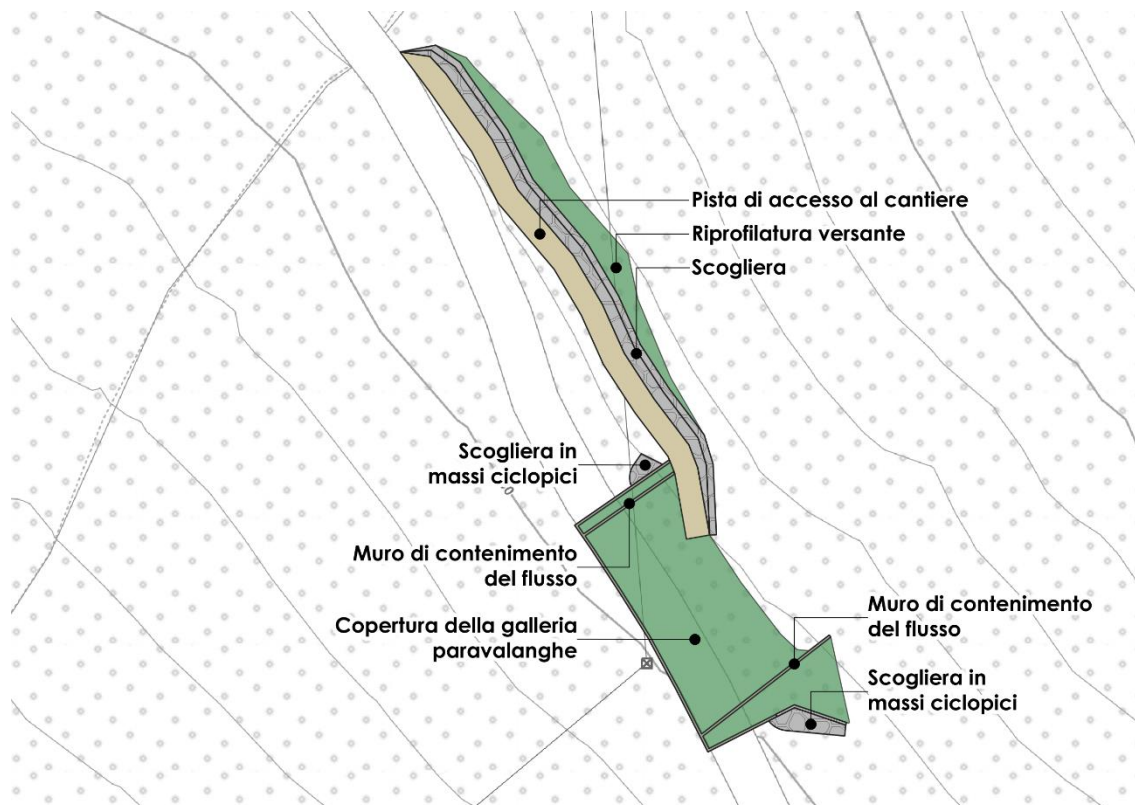 Pista di accesso al cantiere
Riprofilatura versante
Scogliera
Scogliera in
massi ciclopici
Muro di contenimento
del flusso
Copertura della galleria
paravalanghe
Muro di contenimento
del flusso
Scogliera in
massi ciclopici